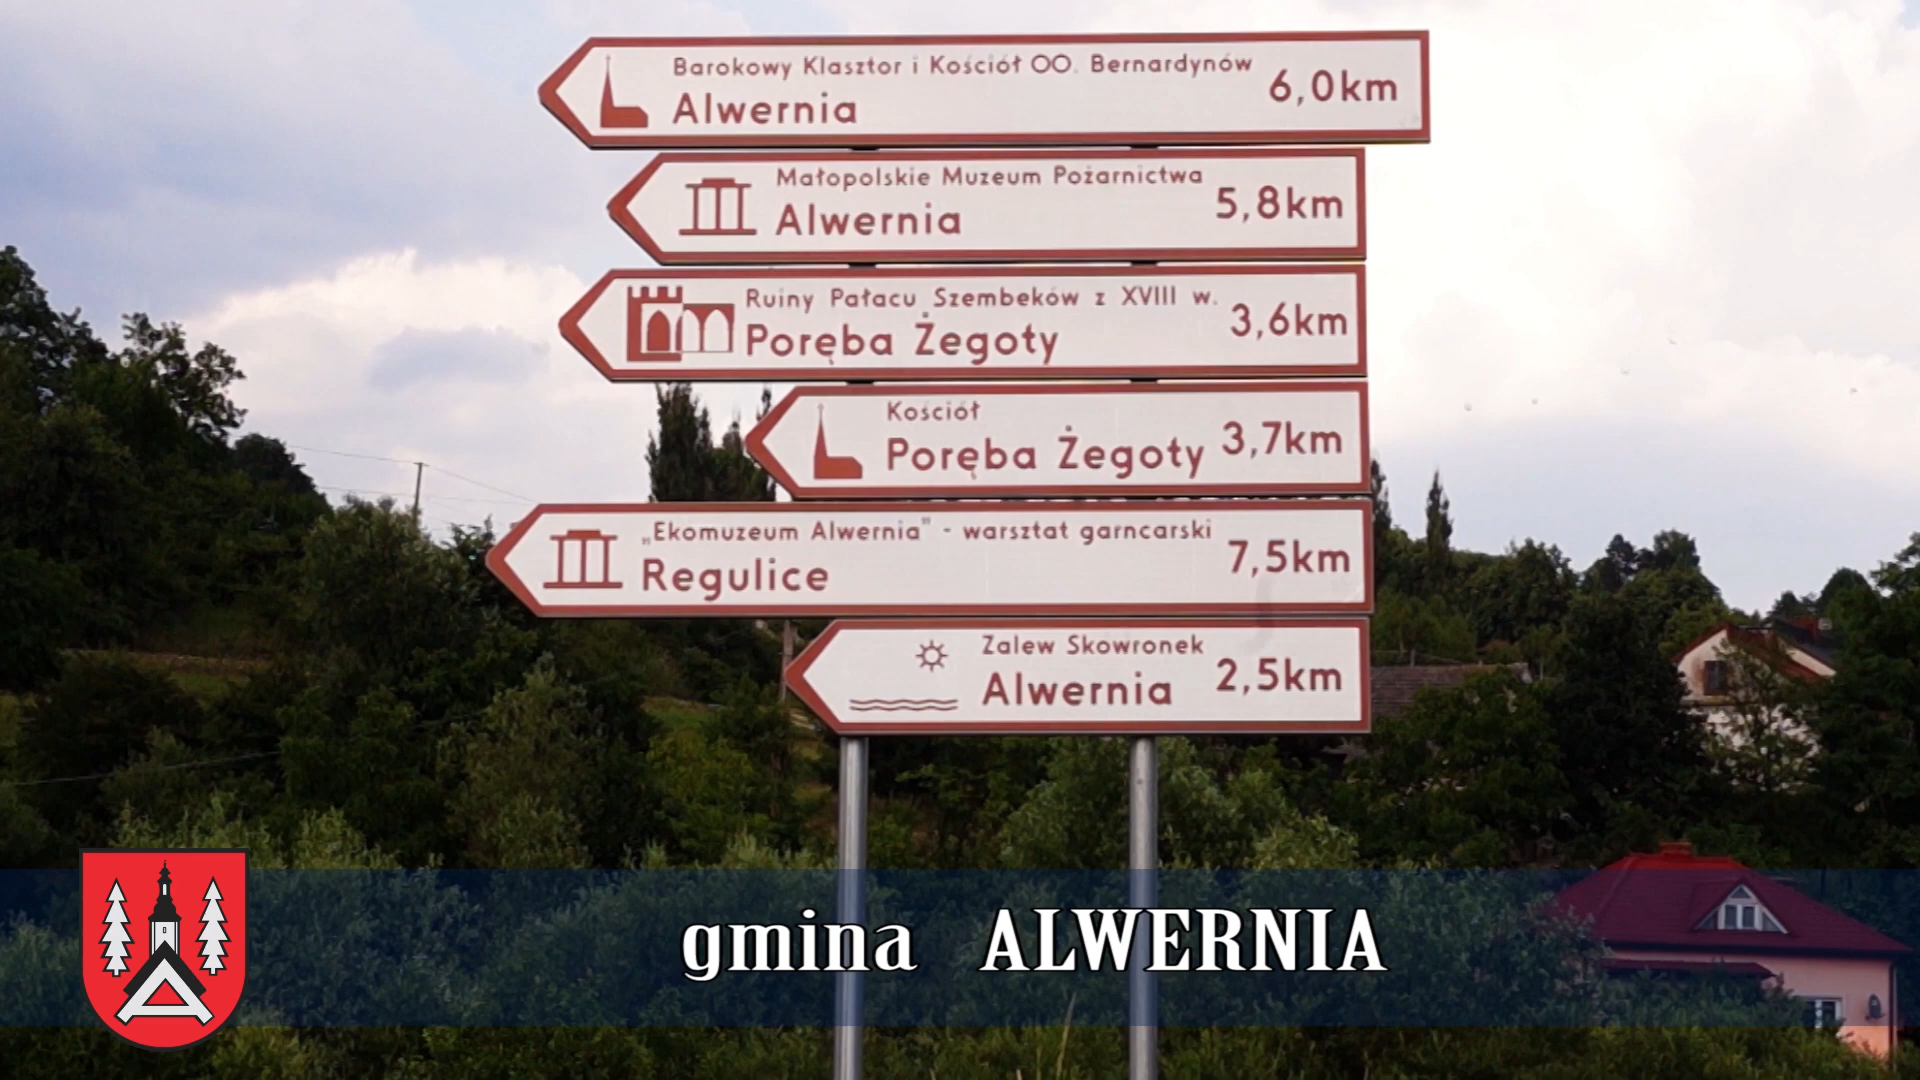 Barokowy Klasztor i Kościół OO. Bernardynów
Alwernia 6,0km
Małopolskie Muzeum Pożarnictwa
Alwernia 5,8km
Ruiny Pałacu Szembeków z XVIII w.
Poręba Żegoty 3,6km
Kościół
Poręba Żegoty 3,7km
„Ekomuzeum Alwernia" - warsztat garncarski
Regulice 7,5km
Zalew Skowronek
Alwernia 2,5km
gmina ALWERNIA